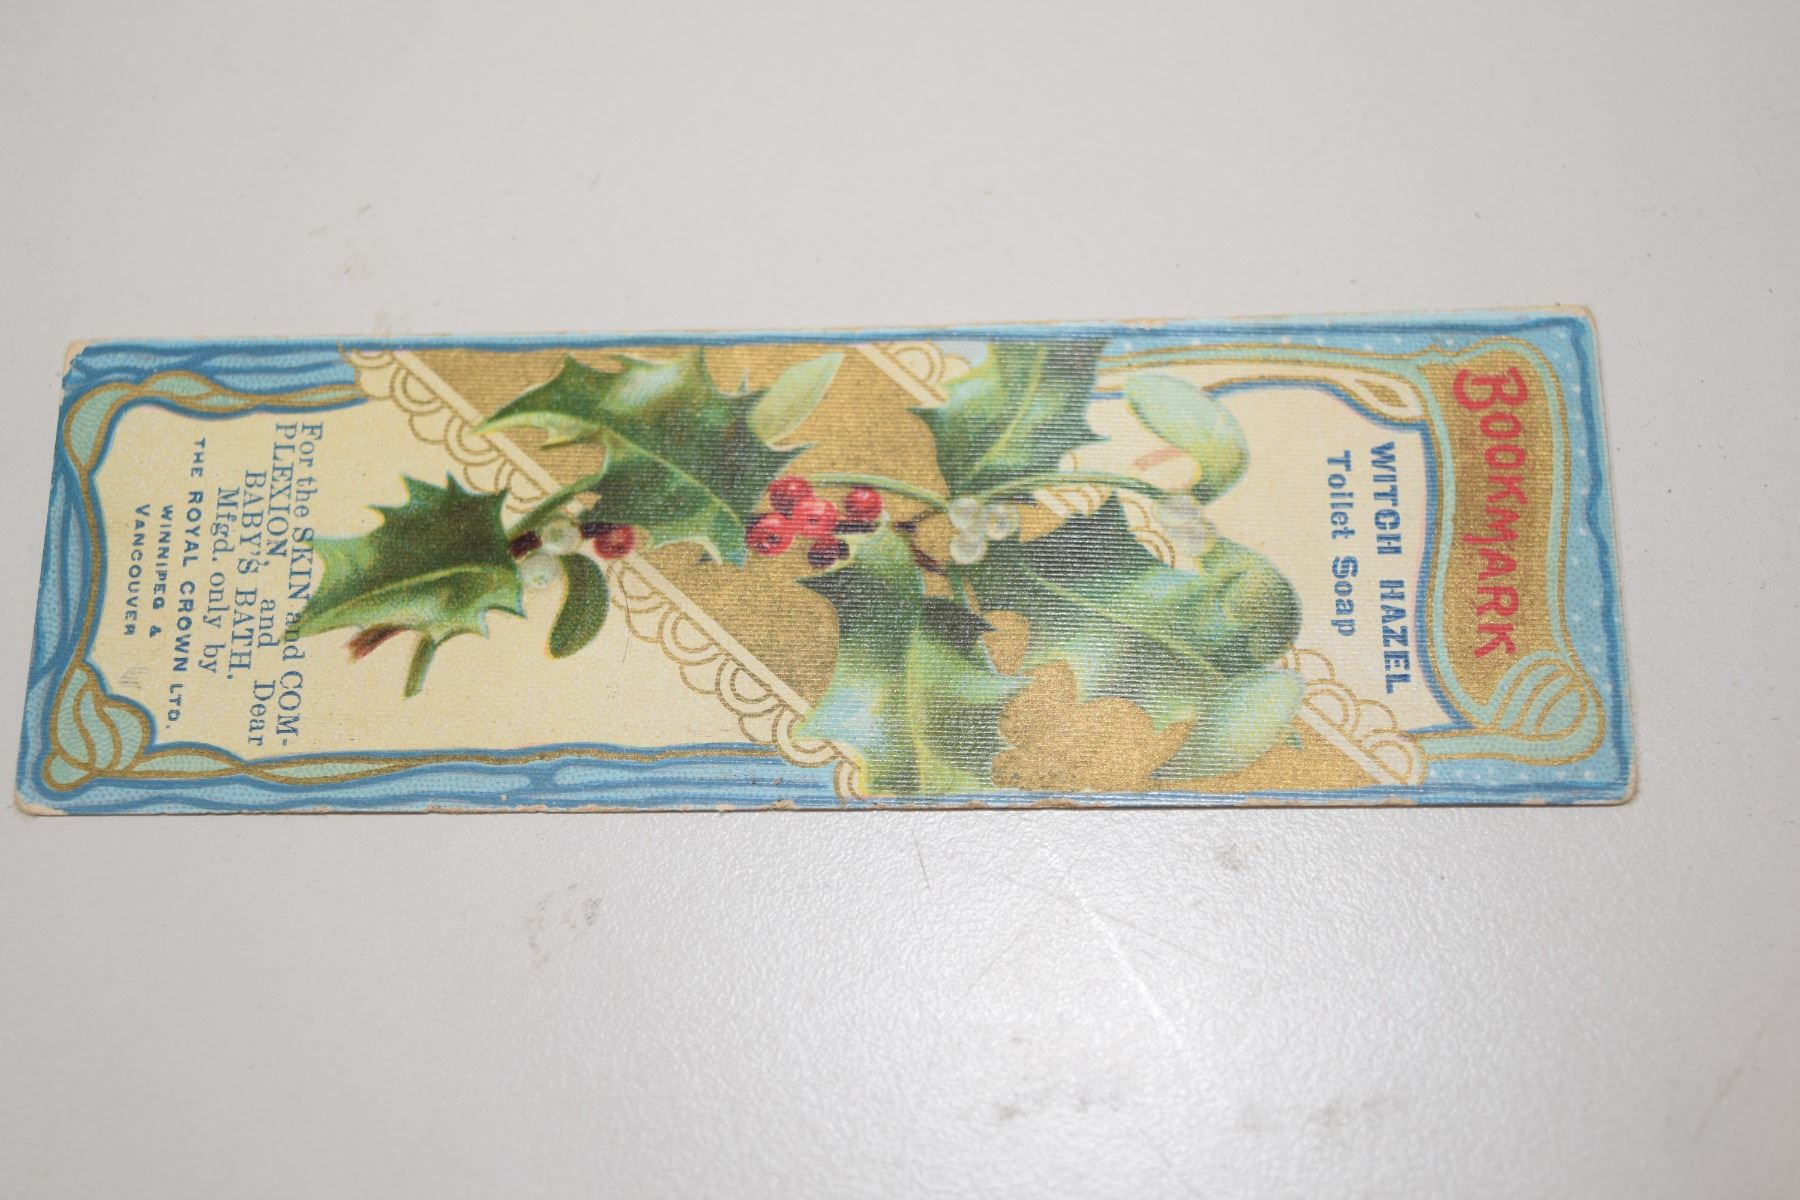 BOOKMARK
WITCH HAZEL
Toilet Soap
For the SKIN and COM-
PLEXION, and Dear
BABY'S BATH.
Mfgd. only by
THE ROYAL CROWN LTD.
WINNIPEG &
VANCOUVER